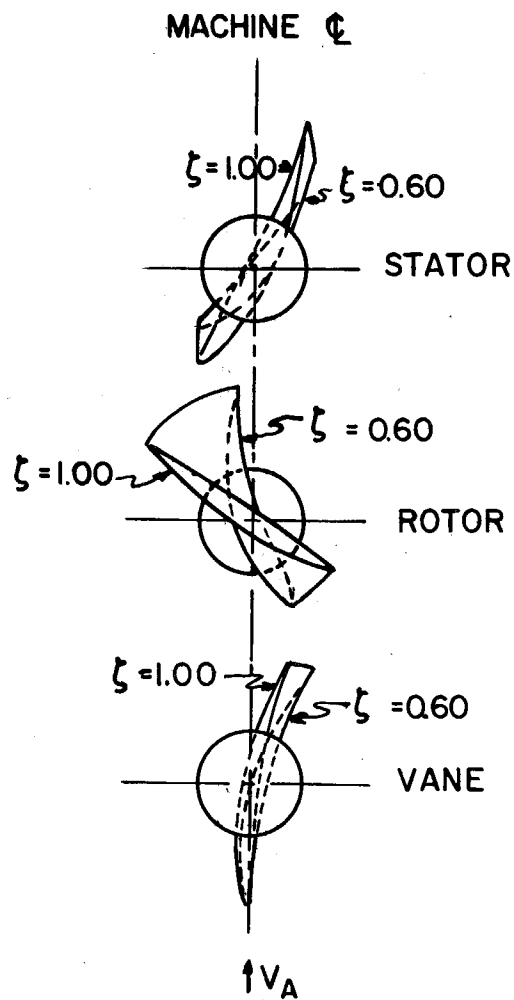 MACHINE ℄
ζ=1.00
ζ=0.60
STATOR
ζ = 0.60
ζ=1.00
ROTOR
ζ=1.00
ζ =0.60
VANE
↑VA